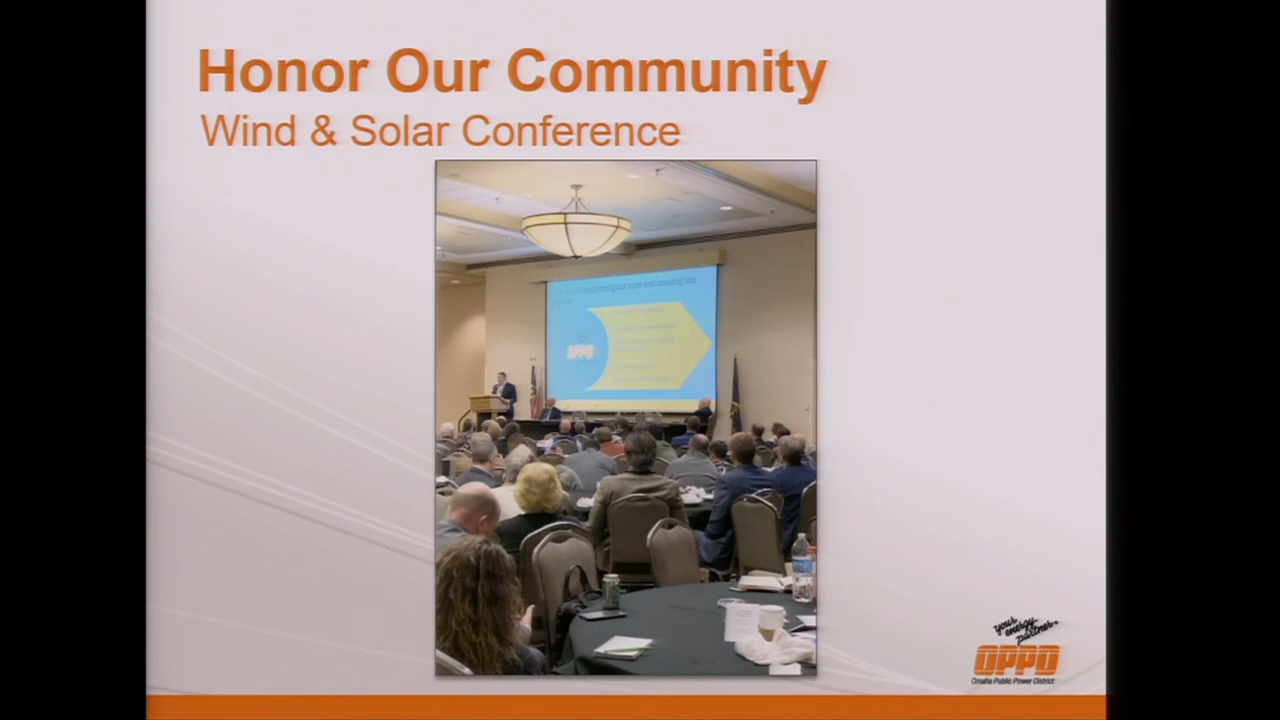 Honor Our Community
Wind & Solar Conference
your
energy
partner
OPPD
Omaha Public Power District